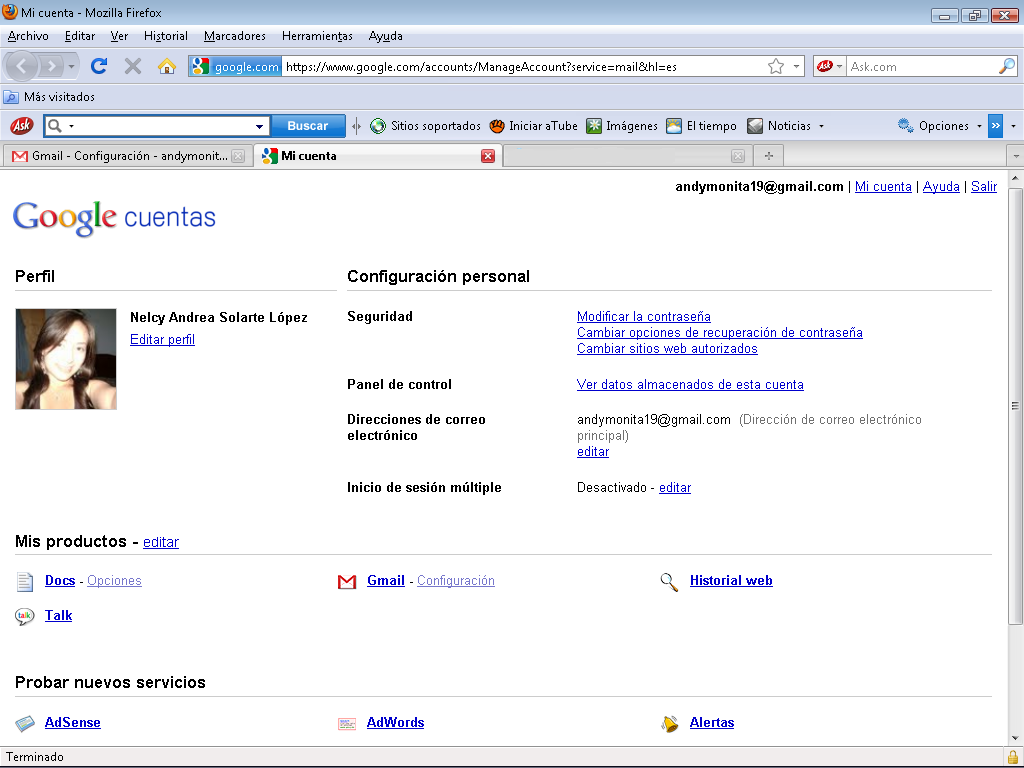 Mi cuenta - Mozilla Firefox
Archivo Editar Ver Historial Marcadores Herramientas Ayuda
google.com https://www.google.com/accounts/ManageAccount?service=mail&hl=es Ask Ask.com
Más visitados
Ask Buscar Sitios soportados Iniciar aTube Imágenes El tiempo Noticias Opciones »
Gmail - Configuración - andymonit... Mi cuenta
andymonita19@gmail.com | Mi cuenta | Ayuda | Salir
Google cuentas
Perfil
Nelcy Andrea Solarte López
Editar perfil
Configuración personal
Seguridad
Modificar la contraseña
Cambiar opciones de recuperación de contraseña
Cambiar sitios web autorizados
Panel de control
Ver datos almacenados de esta cuenta
Direcciones de correo
electrónico
andymonita19@gmail.com (Dirección de correo electrónico
principal)
editar
Inicio de sesión múltiple
Desactivado - editar
Mis productos - editar
Docs - Opciones
Gmail - Configuración
Historial web
talk Talk
Probar nuevos servicios
AdSense
AdWords
Alertas
Terminado